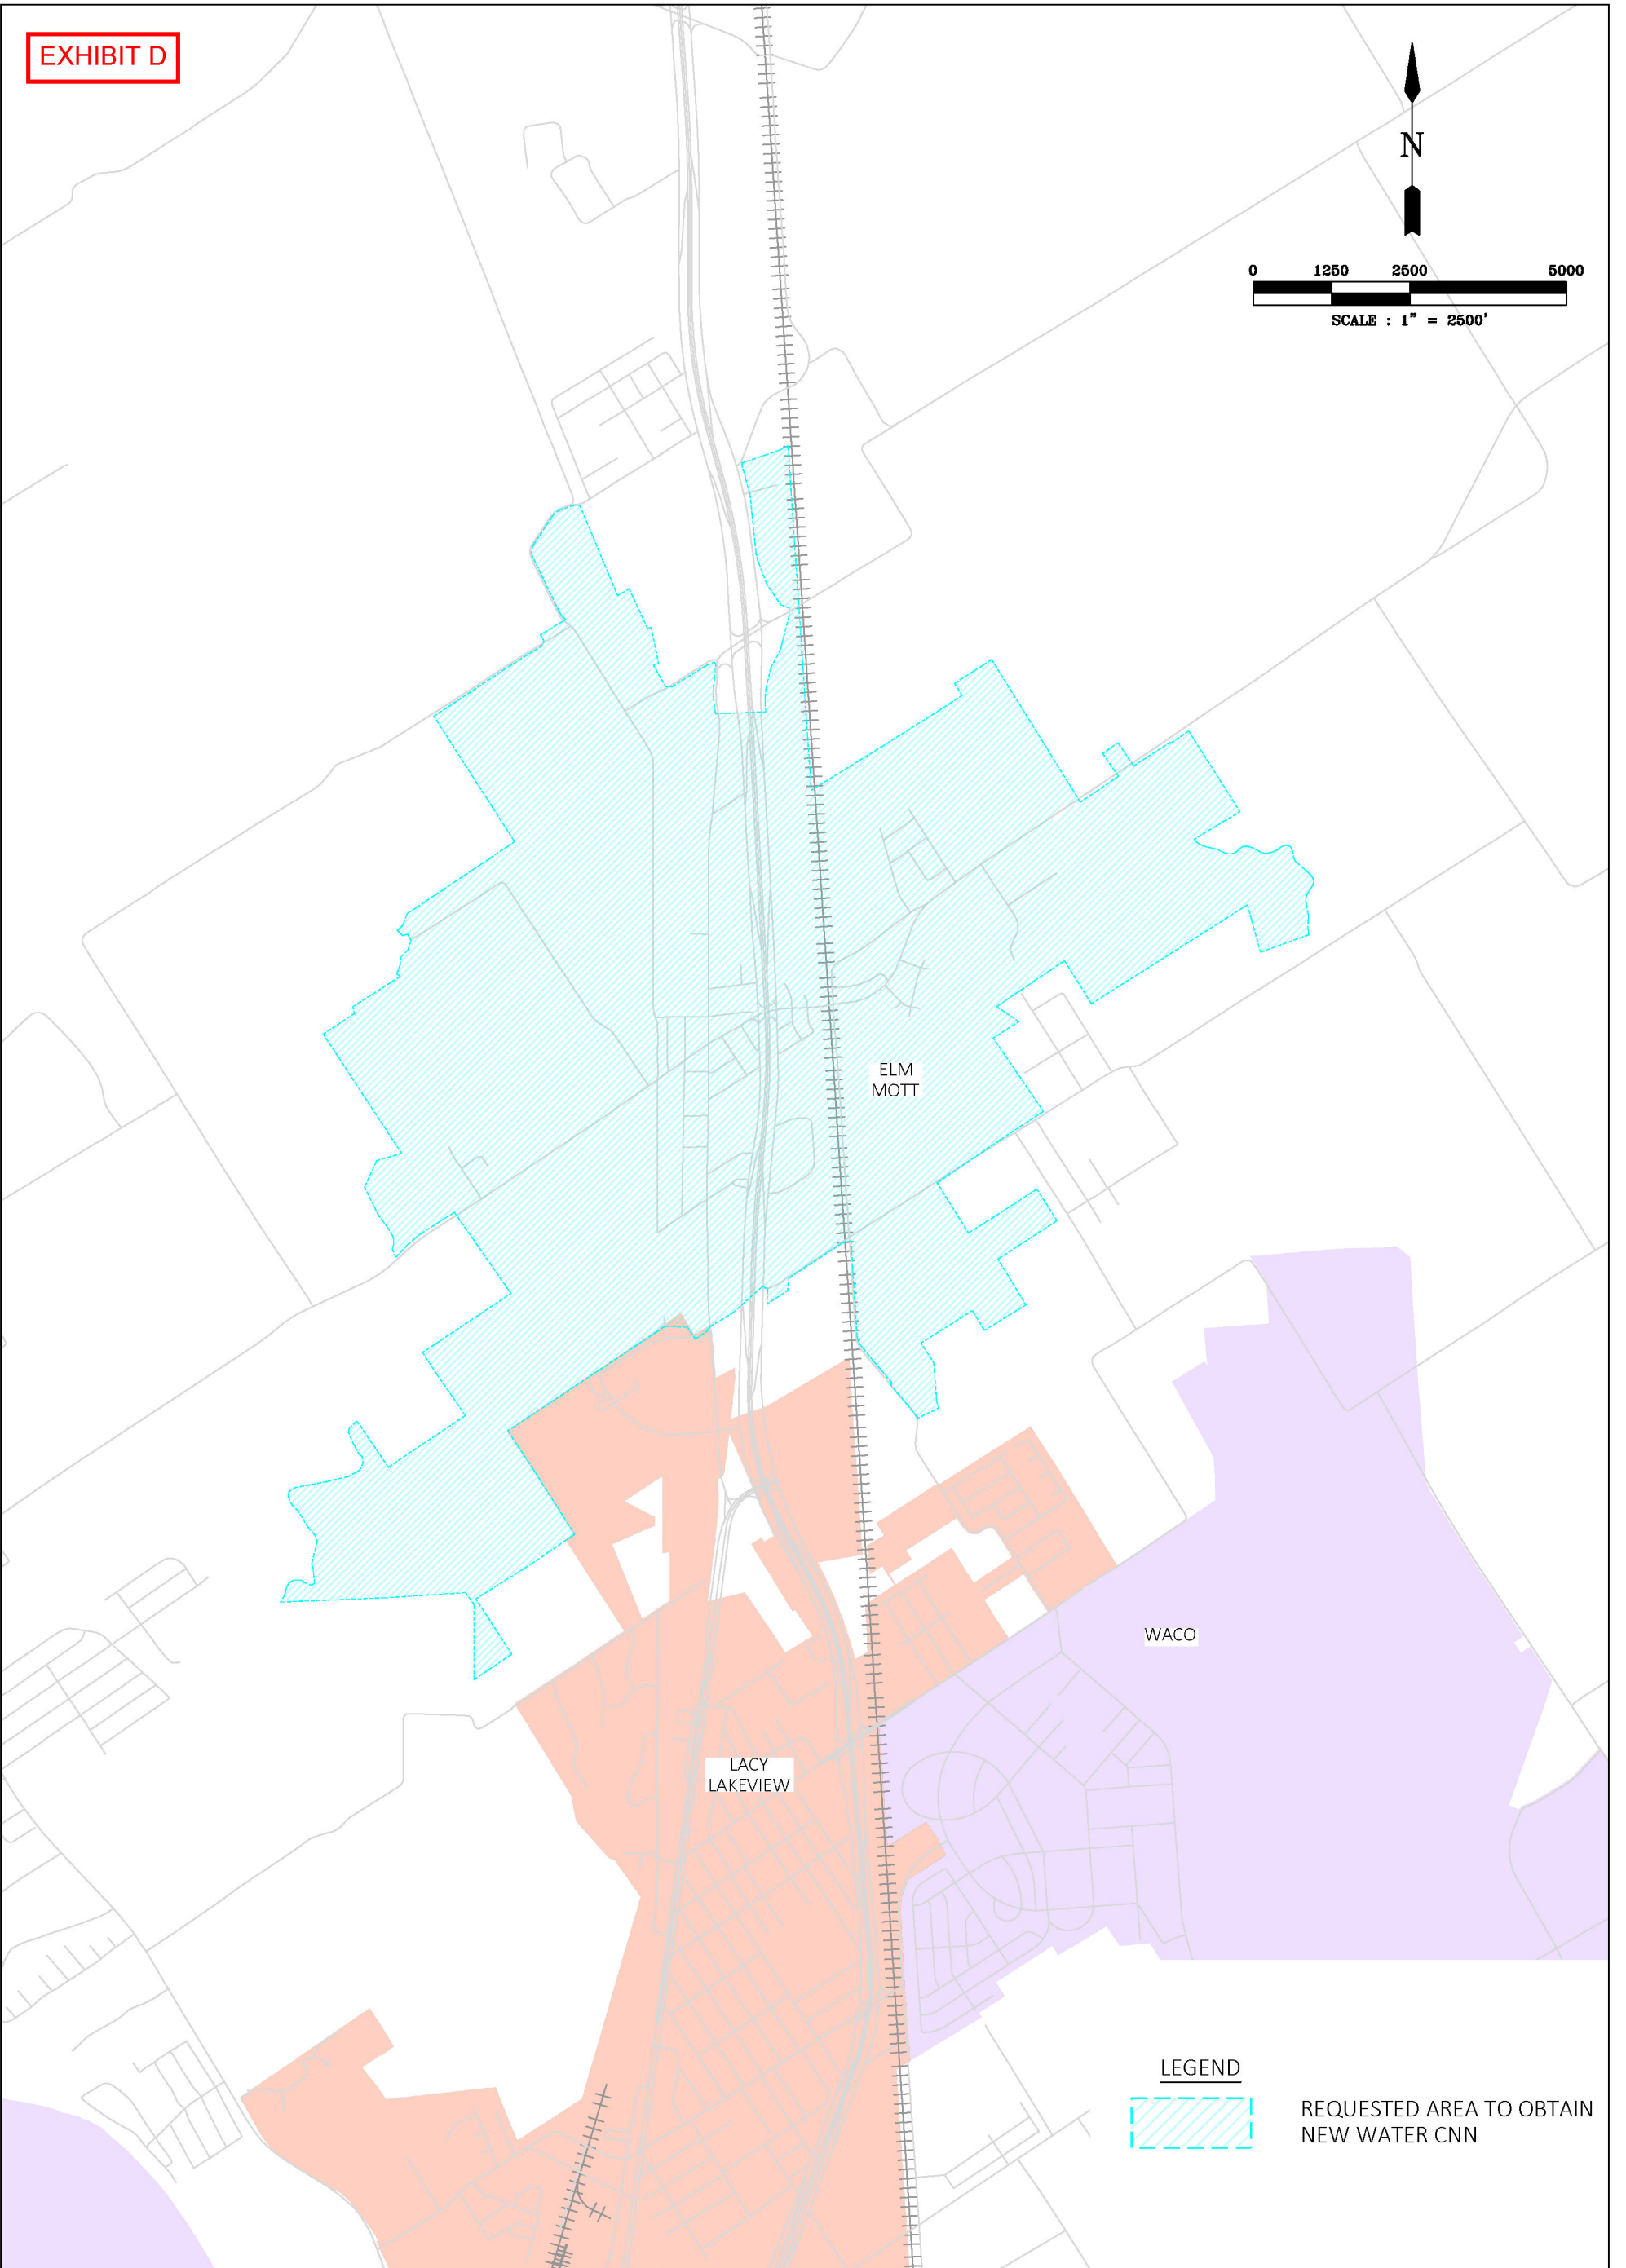 EXHIBIT D
N
0 1250 2500 5000
SCALE : 1" = 2500'
ELM
MOTT
WACO
LACY
LAKEVIEW
LEGEND
REQUESTED AREA TO OBTAIN
NEW WATER CNN